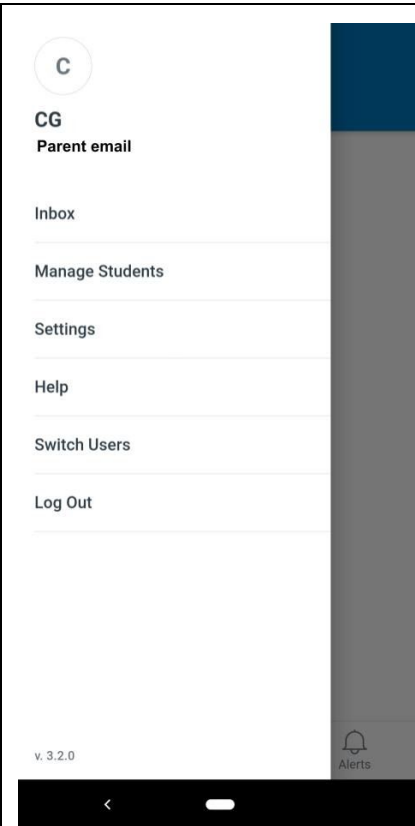 C
CG
Parent email
Inbox
Manage Students
Settings
Help
Switch Users
Log Out
v. 3.2.0
Alerts